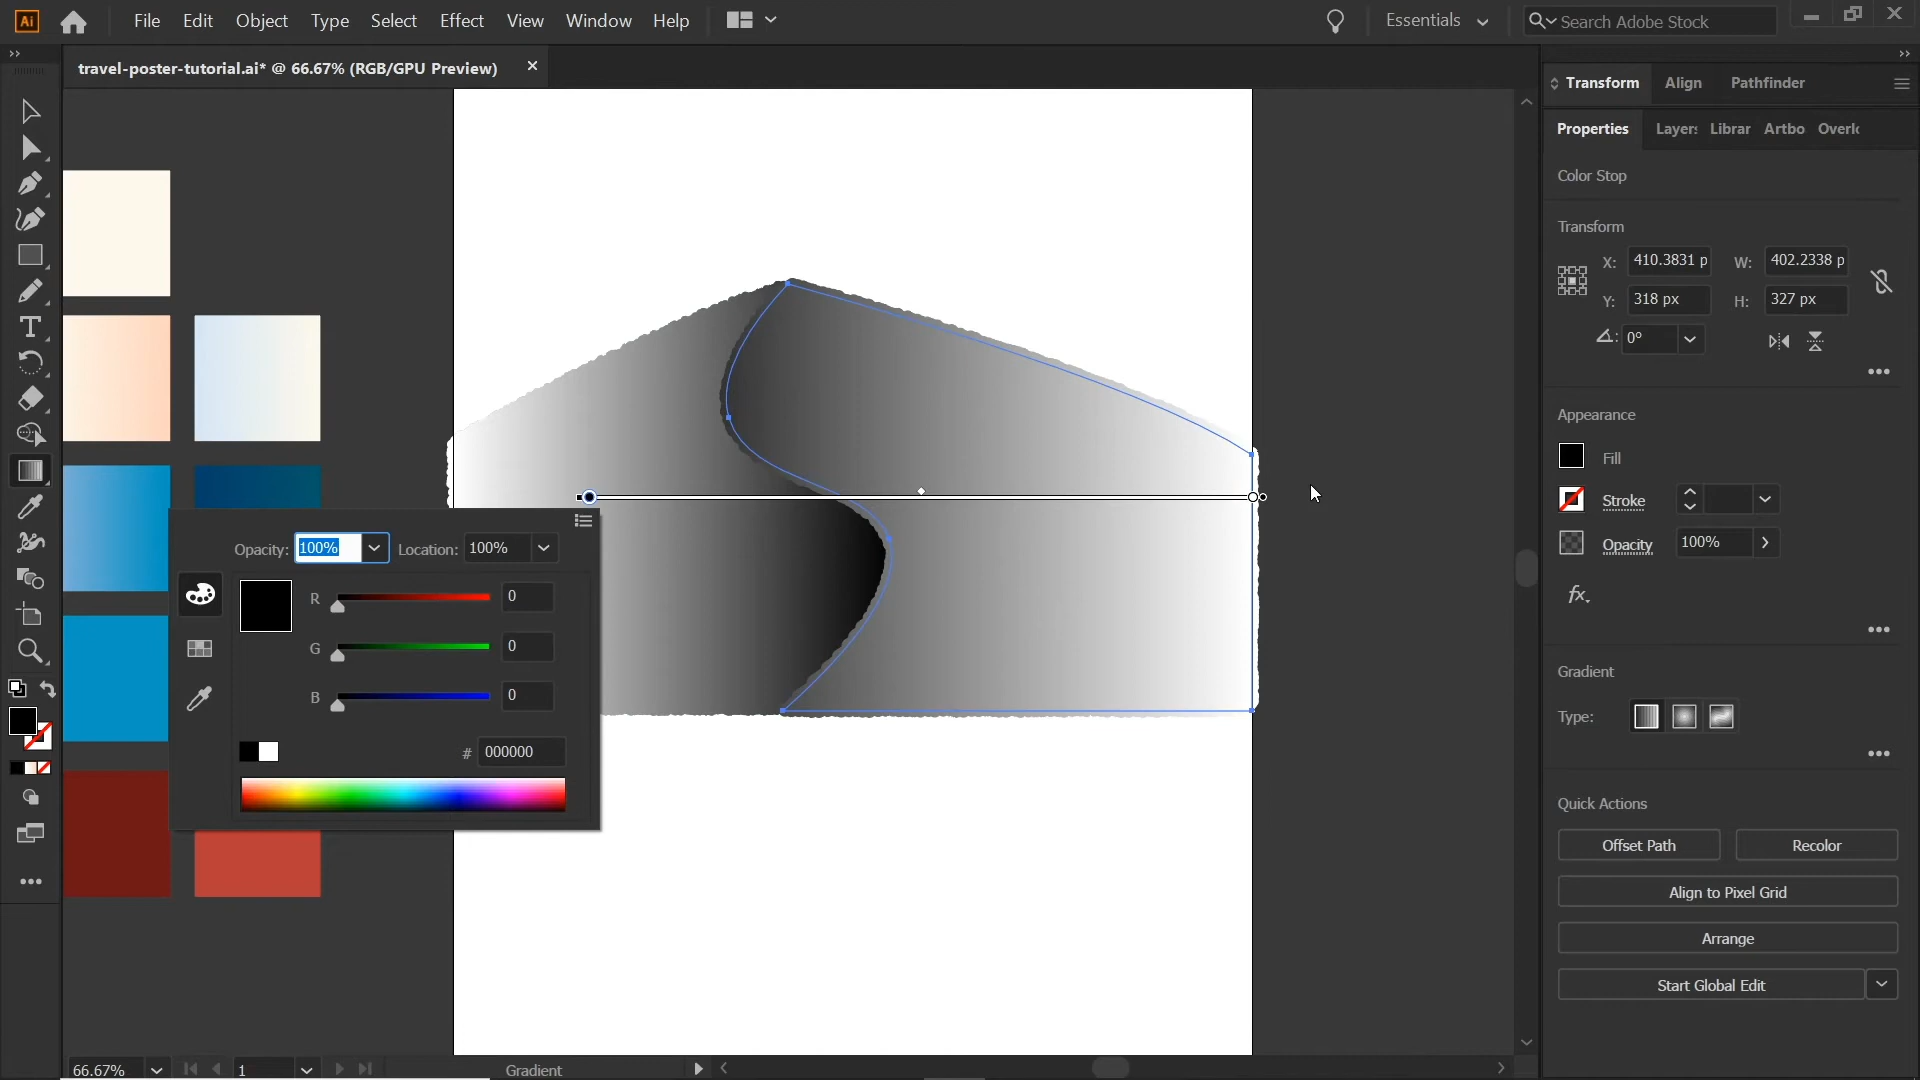 Ai File Edit Object Type Select Effect View Window Help Essentials Search Adobe Stock
travel-poster-tutorial.ai* @ 66.67% (RGB/GPU Preview)
Transform Align Pathfinder
Properties Layers Librar Artbo Overlo
Color Stop
Transform
X: 410.3831 p W: 402.2338 p
Y: 318 px H: 327 px
0°
Appearance
Fill
Stroke
Opacity 100%
fx.
Gradient
Type:
Quick Actions
Offset Path Recolor
Align to Pixel Grid
Arrange
Start Global Edit
Opacity: 100% Location: 100%
R 0
G 0
B 0
# 000000
66.67% 1 Gradient